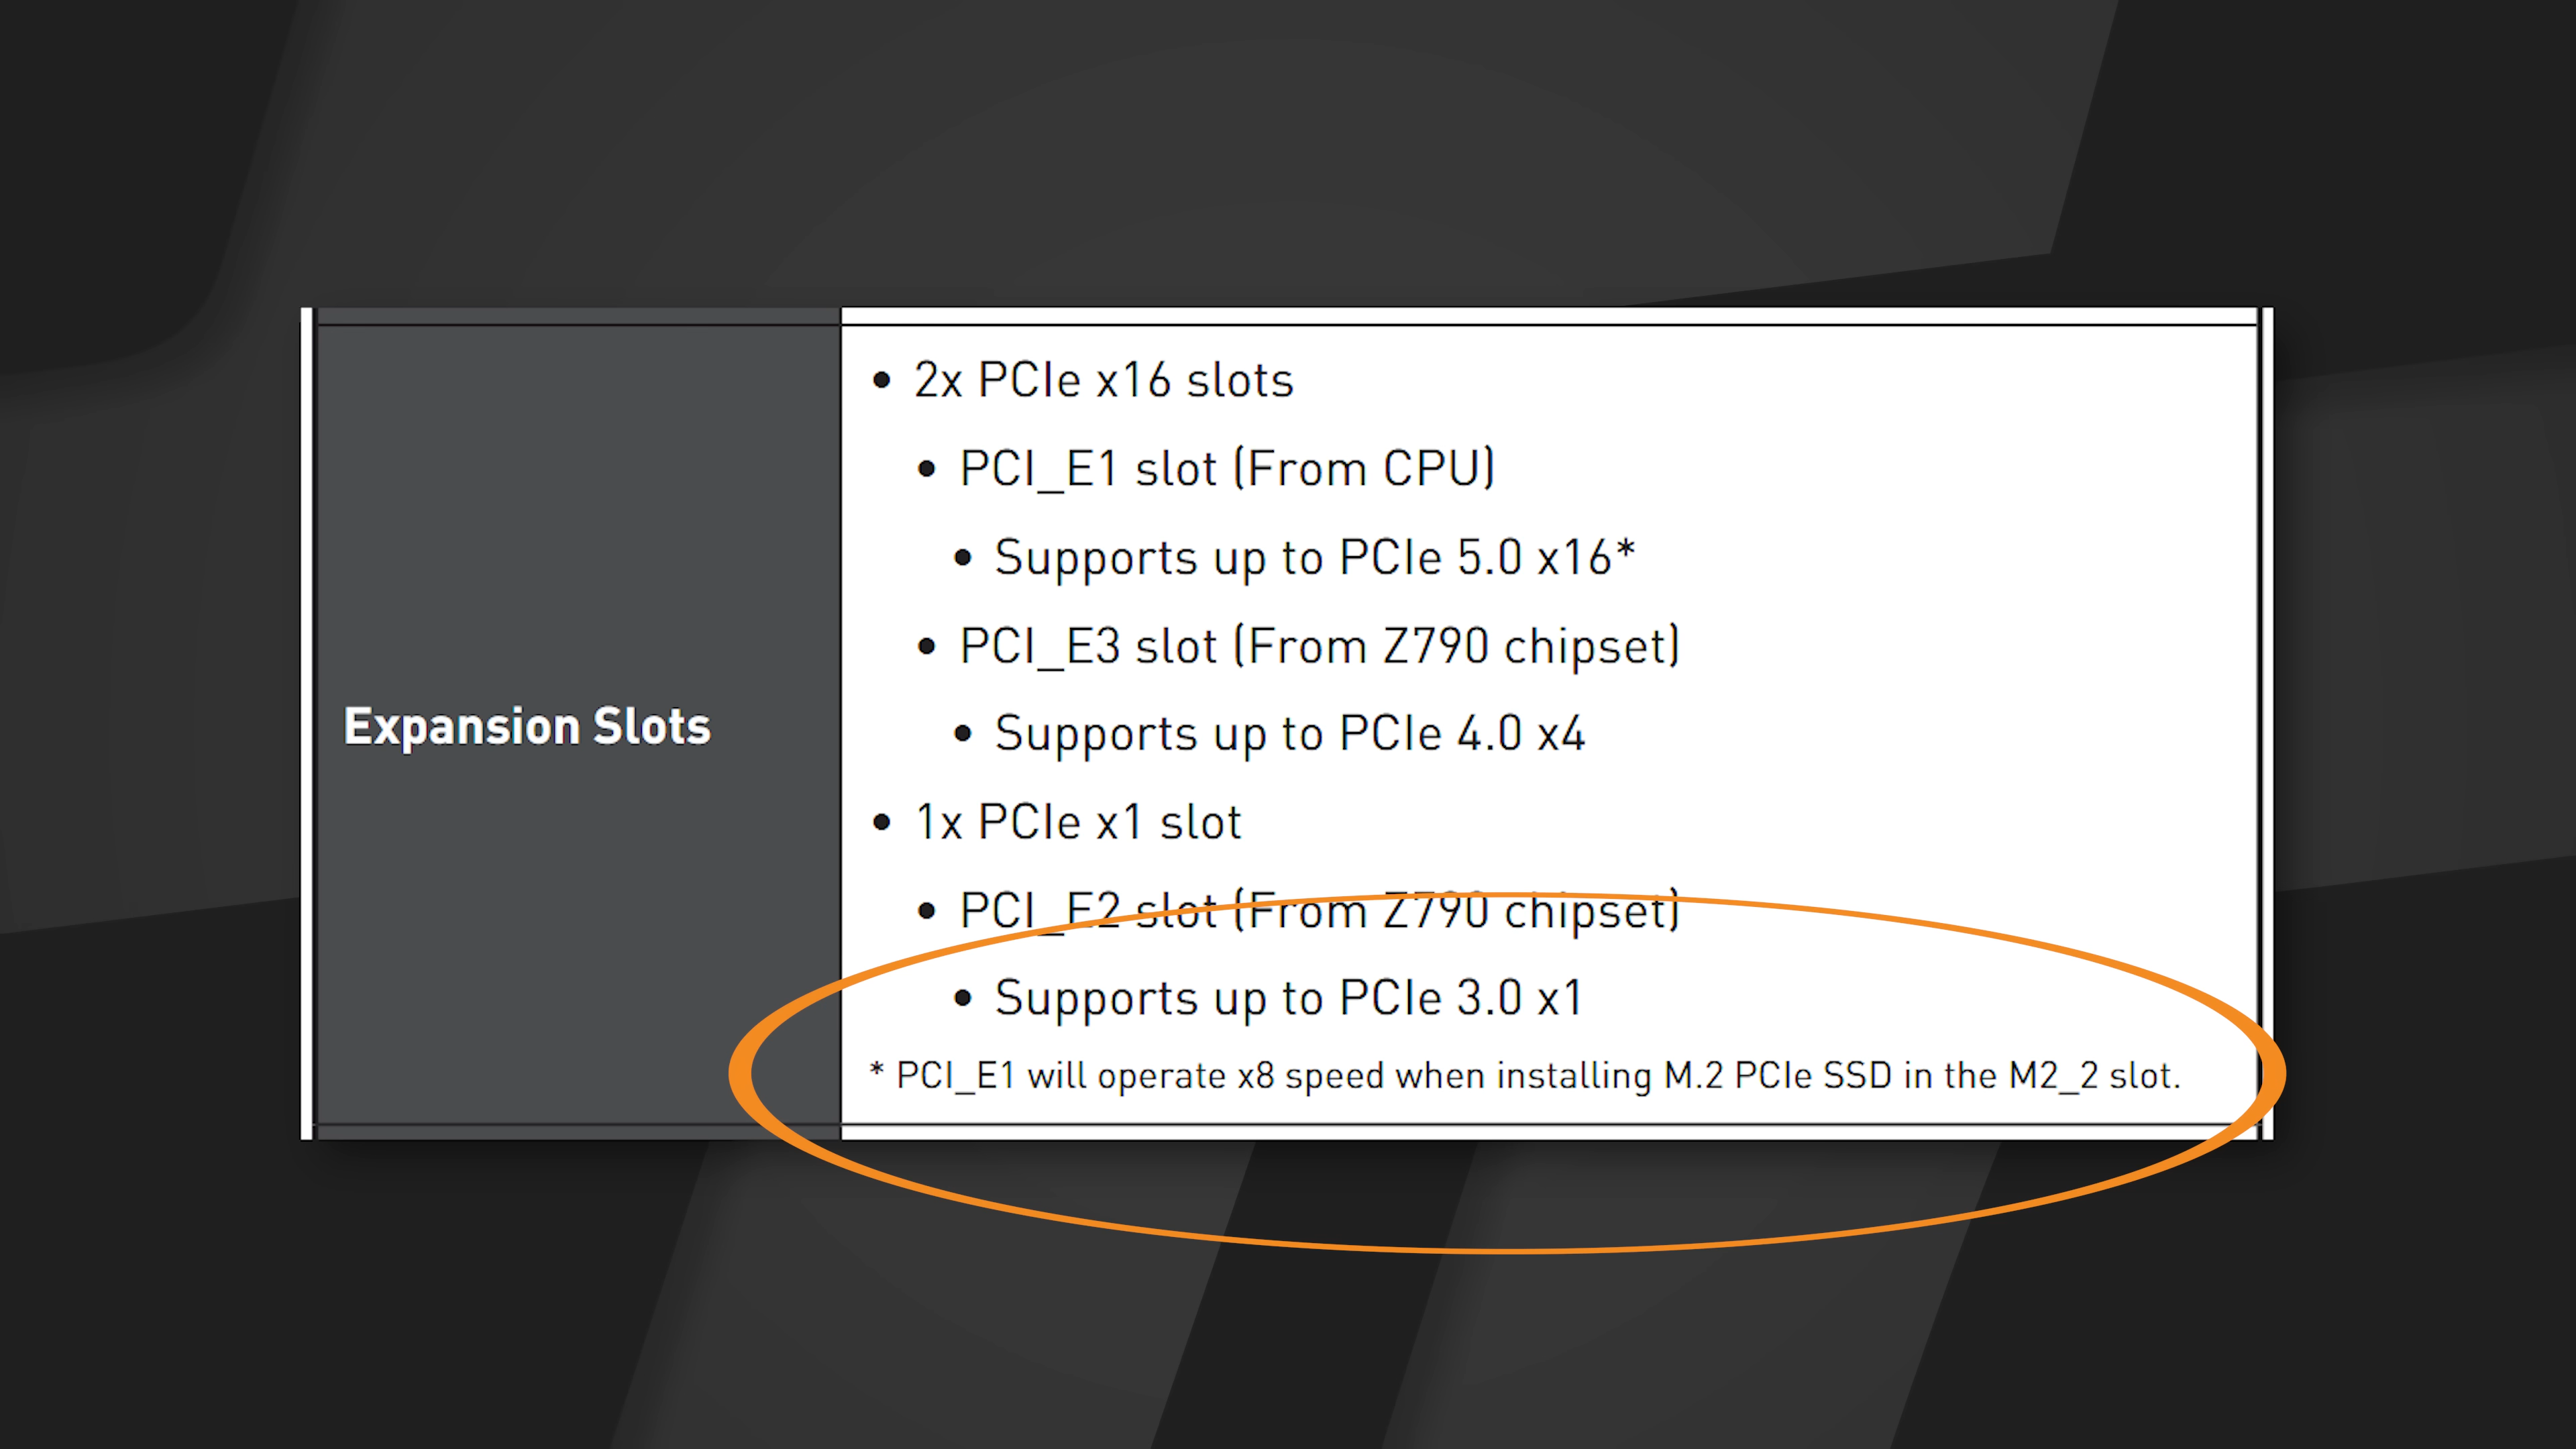 Expansion Slots
• 2x PCIe x16 slots
• PCI_E1 slot (From CPU)
• Supports up to PCIe 5.0 x16*
• PCI_E3 slot (From Z790 chipset)
• Supports up to PCIe 4.0 x4
• 1x PCIe x1 slot
• PCI_E2 slot (From Z790 chipset)
• Supports up to PCIe 3.0 x1
* PCI_E1 will operate x8 speed when installing M.2 PCIe SSD in the M2_2 slot.